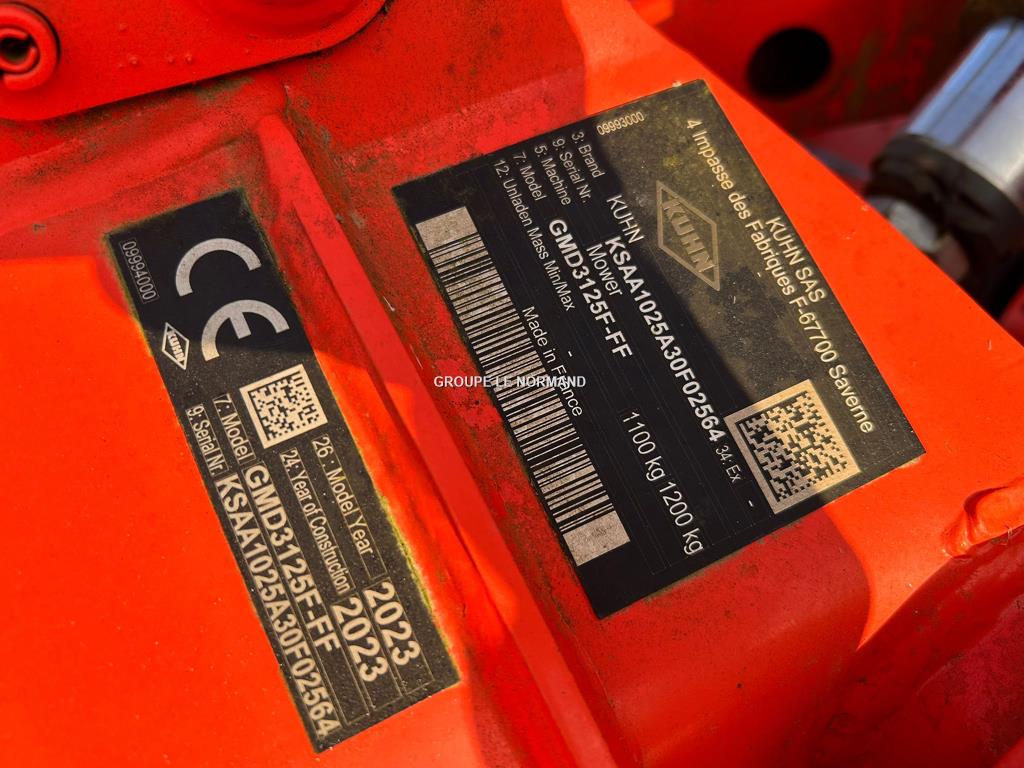 KUHN SAS
4 Impasse des Fabriques F-67700 Saverne
KUHN
09993000
3: Brand KUHN
9: Serial Nr. KSAA1025A30F02564 34: Ex -
5: Machine Mower
7: Model GMD3125F-FF
12: Unladen Mass Min/Max - 1100 kg 1200 kg
Made in France
GROUPE LE NORMAND
09994000
CE
KUHN
26: Model Year 2023
24: Year of Construction 2023
7: Model GMD3125F-FF
9: Serial Nr. KSAA1025A30F02564